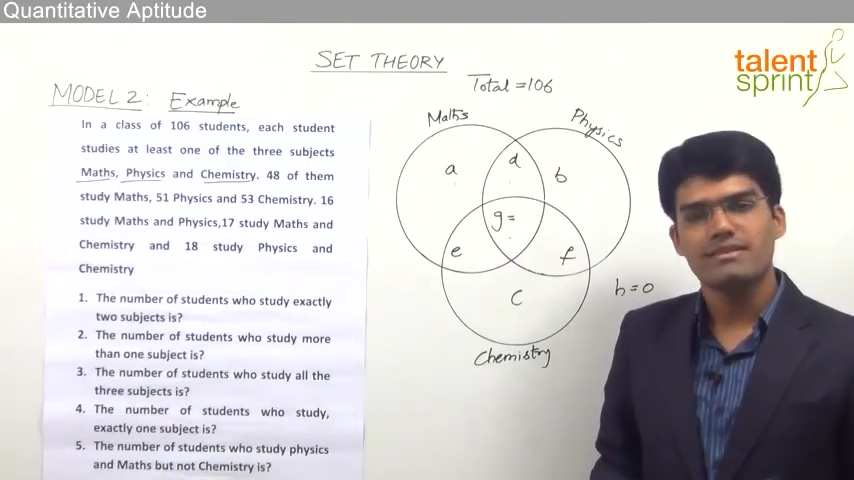 Quantitative Aptitude
SET THEORY
talent
sprint
MODEL 2: Example
Total = 106
In a class of 106 students, each student
studies at least one of the three subjects
Maths, Physics and Chemistry. 48 of them
study Maths, 51 Physics and 53 Chemistry. 16
study Maths and Physics,17 study Maths and
Chemistry and 18 study Physics and
Chemistry
1. The number of students who study exactly
two subjects is?
2. The number of students who study more
than one subject is?
3. The number of students who study all the
three subjects is?
4. The number of students who study,
exactly one subject is?
5. The number of students who study physics
and Maths but not Chemistry is?
Maths
Physics
a
d
b
g =
e
f
c
h = 0
Chemistry